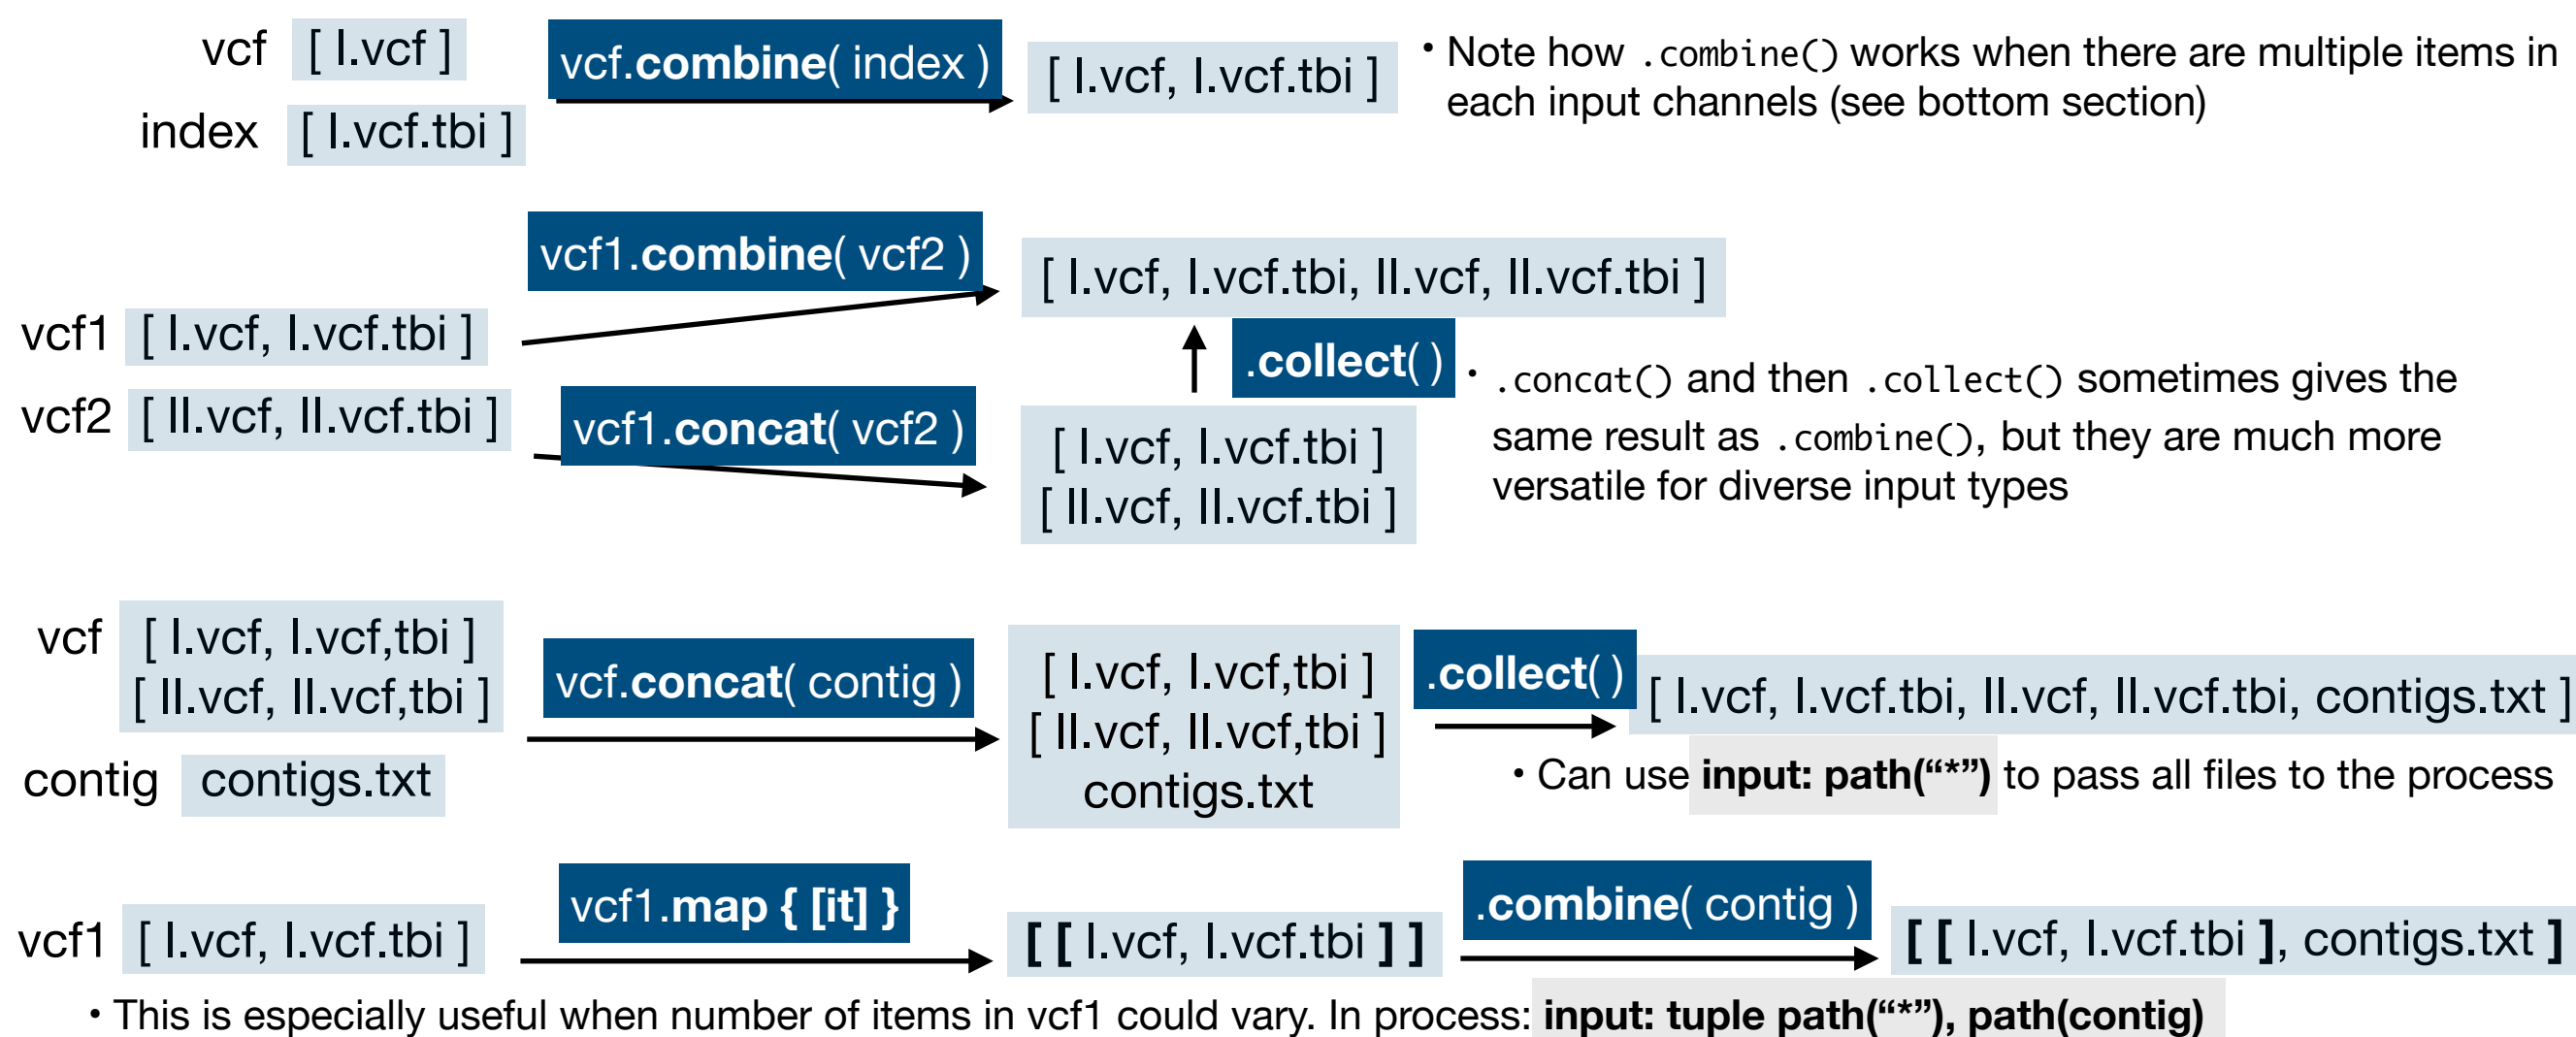 vcf [ I.vcf ]
index [ I.vcf.tbi ]
vcf.combine( index )
[ I.vcf, I.vcf.tbi ]
• Note how .combine() works when there are multiple items in
each input channels (see bottom section)
vcf1.combine( vcf2 )
[ I.vcf, I.vcf.tbi, II.vcf, II.vcf.tbi ]
vcf1 [ I.vcf, I.vcf.tbi ]
vcf2 [ II.vcf, II.vcf.tbi ]
vcf1.concat( vcf2 )
.collect( )
[ I.vcf, I.vcf.tbi ]
[ II.vcf, II.vcf.tbi ]
• .concat() and then .collect() sometimes gives the
same result as .combine(), but they are much more
versatile for diverse input types
vcf [ I.vcf, I.vcf,tbi ]
[ II.vcf, II.vcf,tbi ]
contig contigs.txt
vcf.concat( contig )
[ I.vcf, I.vcf,tbi ]
[ II.vcf, II.vcf,tbi ]
contigs.txt
.collect( )
[ I.vcf, I.vcf.tbi, II.vcf, II.vcf.tbi, contigs.txt ]
• Can use input: path(“*”) to pass all files to the process
vcf1 [ I.vcf, I.vcf.tbi ]
vcf1.map { [it] }
[ [ I.vcf, I.vcf.tbi ] ]
.combine( contig )
[ [ I.vcf, I.vcf.tbi ], contigs.txt ]
• This is especially useful when number of items in vcf1 could vary. In process: input: tuple path(“*”), path(contig)